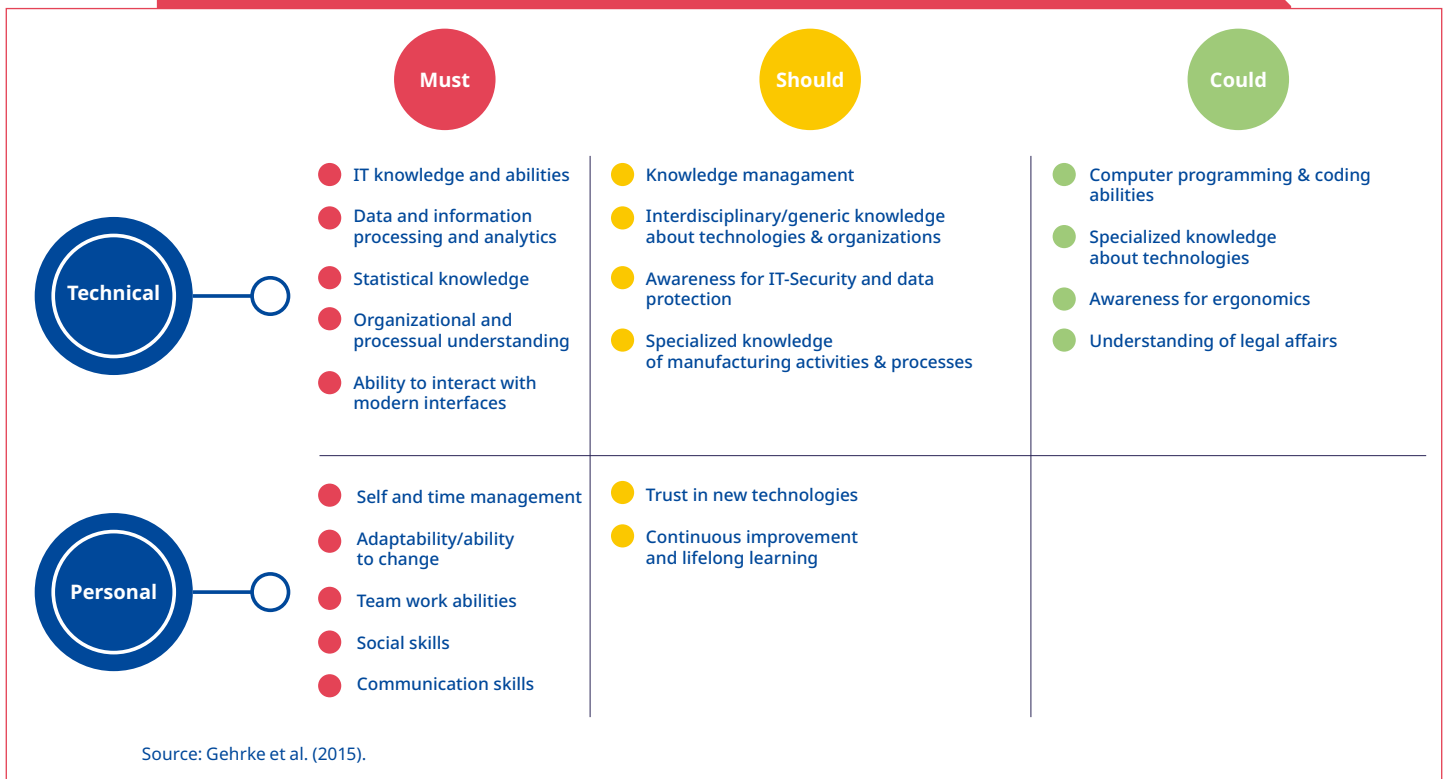 Must
Should
Could
Technical
IT knowledge and abilities
Data and information
processing and analytics
Statistical knowledge
Organizational and
processual understanding
Ability to interact with
modern interfaces
Knowledge managament
Interdisciplinary/generic knowledge
about technologies & organizations
Awareness for IT-Security and data
protection
Specialized knowledge
of manufacturing activities & processes
Computer programming & coding
abilities
Specialized knowledge
about technologies
Awareness for ergonomics
Understanding of legal affairs
Personal
Self and time management
Adaptability/ability
to change
Team work abilities
Social skills
Communication skills
Trust in new technologies
Continuous improvement
and lifelong learning
Source: Gehrke et al. (2015).